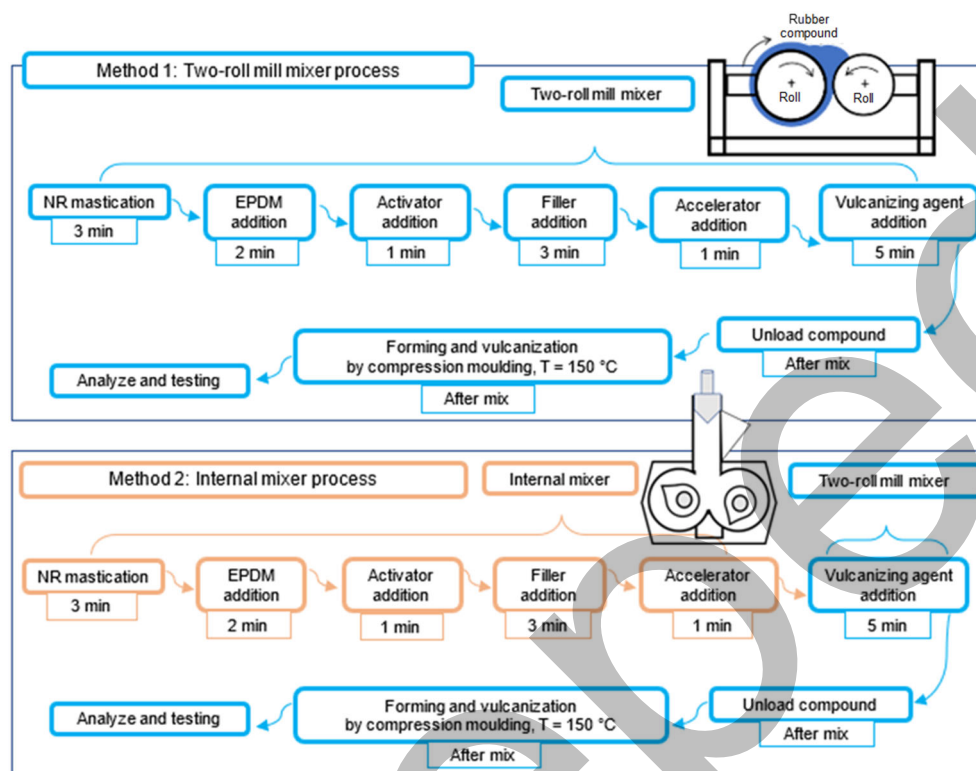 Rubber
compound
Method 1: Two-roll mill mixer process
Two-roll mill mixer
+
Roll
+
Roll
NR mastication
3 min
EPDM
addition
2 min
Activator
addition
1 min
Filler
addition
3 min
Accelerator
addition
1 min
Vulcanizing agent
addition
5 min
Unload compound
After mix
Forming and vulcanization
by compression moulding, T = 150 °C
After mix
Analyze and testing
Method 2: Internal mixer process
Internal mixer
Two-roll mill mixer
NR mastication
3 min
EPDM
addition
2 min
Activator
addition
1 min
Filler
addition
3 min
Accelerator
addition
1 min
Vulcanizing agent
addition
5 min
Unload compound
After mix
Forming and vulcanization
by compression moulding, T = 150 °C
After mix
Analyze and testing